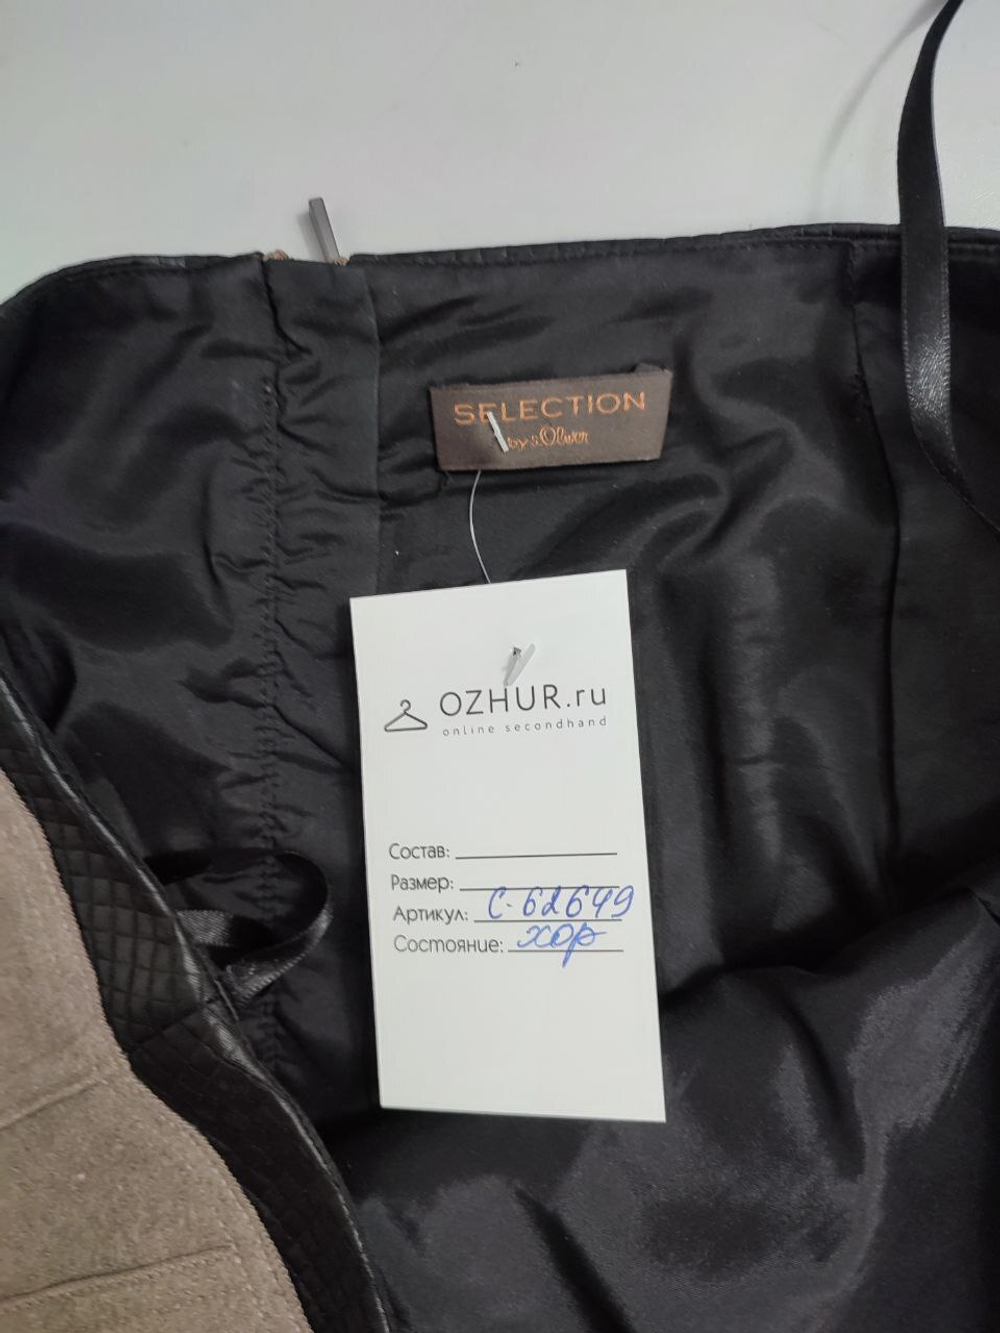 SELECTION
by s.Oliver
OZHUR.ru
online secondhand
Состав:
Размер:
Артикул: С-62649
Состояние: хор